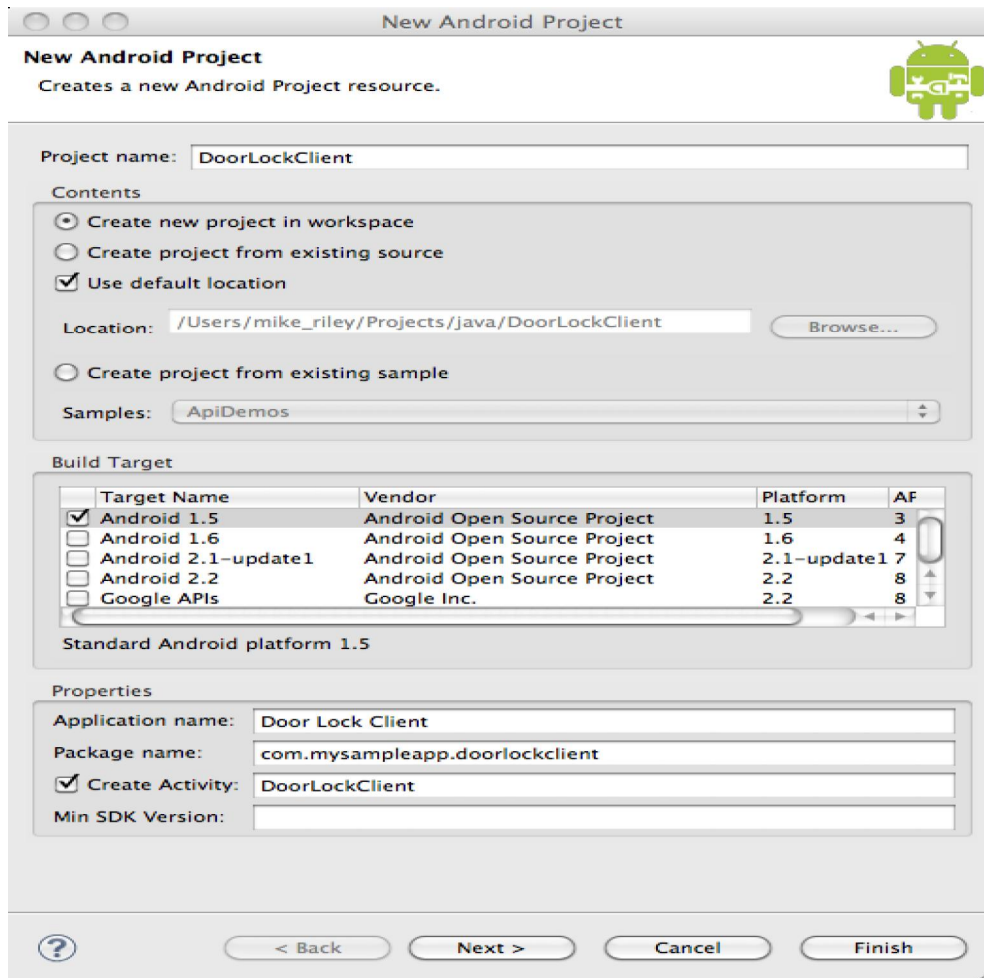 New Android Project
New Android Project
Creates a new Android Project resource.
Project name: DoorLockClient
Contents
Create new project in workspace
Create project from existing source
Use default location
Location: /Users/mike_riley/Projects/java/DoorLockClient Browse...
Create project from existing sample
Samples: ApiDemos
Build Target
Target Name Vendor Platform AF
Android 1.5 Android Open Source Project 1.5 3
Android 1.6 Android Open Source Project 1.6 4
Android 2.1-update1 Android Open Source Project 2.1-update1 7
Android 2.2 Android Open Source Project 2.2 8
Google APIs Google Inc. 2.2 8
Standard Android platform 1.5
Properties
Application name: Door Lock Client
Package name: com.mysampleapp.doorlockclient
Create Activity: DoorLockClient
Min SDK Version:
? < Back Next > Cancel Finish